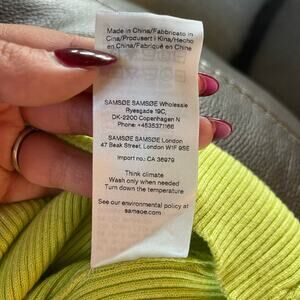 Made in China/Fabbricato in
Cina/Produsert i Kina/Hecho
en China/Fabriqué en Chine
SAMSØE SAMSØE Wholesale
Ryesgade 19C,
DK-2200 Copenhagen N
Phone: +4535371166
SAMSØE SAMSØE London
47 Beak Street, London W1F 9SE
Import no.: CA 36979
Think climate
Wash only when needed
Turn down the temperature
See our environmental policy at
samsoe.com